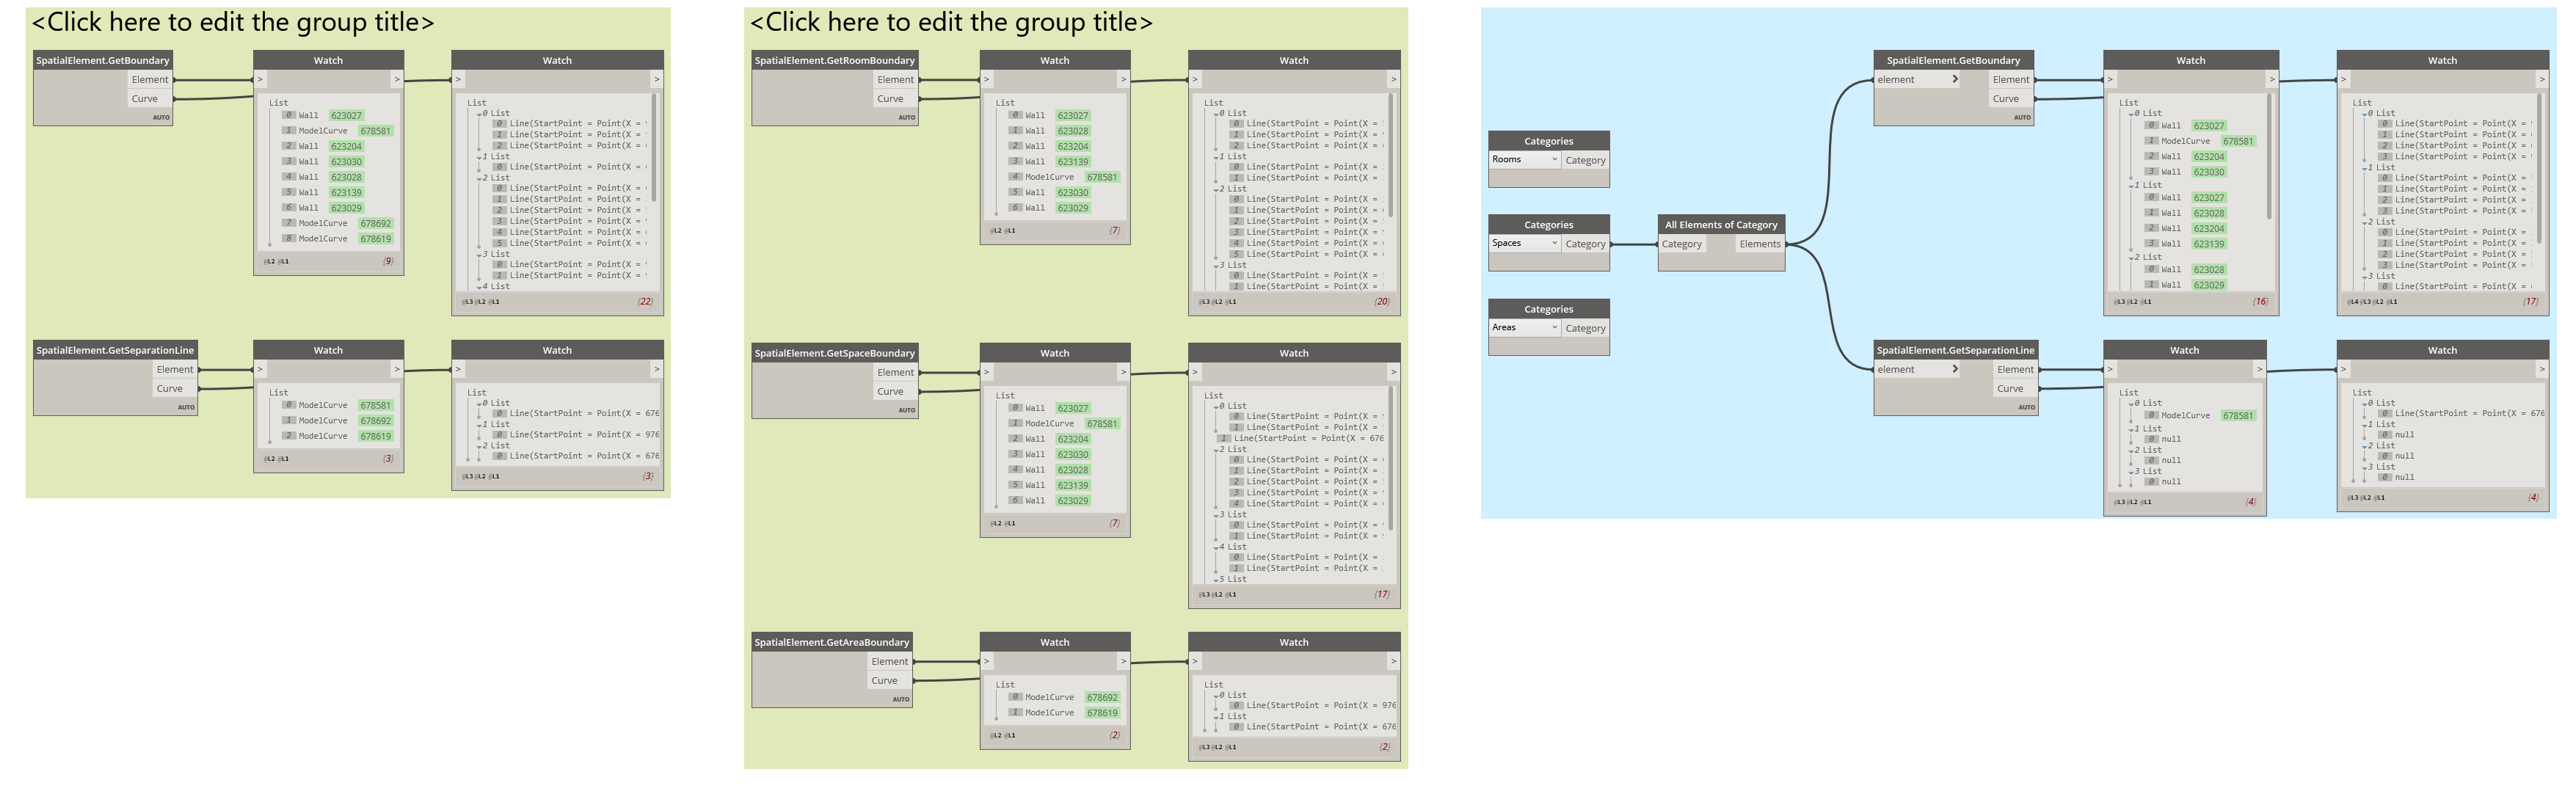 <Click here to edit the group title>
SpatialElement.GetBoundary
Element
Curve
AUTO
Watch
>
>
List
0 Wall 623027
1 ModelCurve 678581
2 Wall 623204
3 Wall 623030
4 Wall 623028
5 Wall 623139
6 Wall 623029
7 ModelCurve 678692
8 ModelCurve 678619
@L2 @L1 {9}
Watch
>
>
List
0 List
0 Line(StartPoint = Point(X =
1 Line(StartPoint = Point(X =
2 Line(StartPoint = Point(X =
1 List
0 Line(StartPoint = Point(X =
2 List
0 Line(StartPoint = Point(X =
1 Line(StartPoint = Point(X =
2 Line(StartPoint = Point(X =
3 Line(StartPoint = Point(X =
4 Line(StartPoint = Point(X =
5 Line(StartPoint = Point(X =
3 List
0 Line(StartPoint = Point(X =
1 Line(StartPoint = Point(X =
4 List
@L3 @L2 @L1 {22}
SpatialElement.GetSeparationLine
Element
Curve
AUTO
Watch
>
>
List
0 ModelCurve 678581
1 ModelCurve 678692
2 ModelCurve 678619
@L2 @L1 {3}
Watch
>
>
List
0 List
0 Line(StartPoint = Point(X = 676
1 List
0 Line(StartPoint = Point(X = 976
2 List
0 Line(StartPoint = Point(X = 676
@L3 @L2 @L1 {3}
<Click here to edit the group title>
SpatialElement.GetRoomBoundary
Element
Curve
AUTO
Watch
>
>
List
0 Wall 623027
1 Wall 623028
2 Wall 623204
3 Wall 623139
4 ModelCurve 678581
5 Wall 623030
6 Wall 623029
@L2 @L1 {7}
Watch
>
>
List
0 List
0 Line(StartPoint = Point(X =
1 Line(StartPoint = Point(X =
2 Line(StartPoint = Point(X =
1 List
0 Line(StartPoint = Point(X =
1 Line(StartPoint = Point(X =
2 List
0 Line(StartPoint = Point(X =
1 Line(StartPoint = Point(X =
2 Line(StartPoint = Point(X =
3 Line(StartPoint = Point(X =
4 Line(StartPoint = Point(X =
5 Line(StartPoint = Point(X =
3 List
0 Line(StartPoint = Point(X =
1 Line(StartPoint = Point(X =
@L3 @L2 @L1 {20}
SpatialElement.GetSpaceBoundary
Element
Curve
AUTO
Watch
>
>
List
0 Wall 623027
1 ModelCurve 678581
2 Wall 623204
3 Wall 623030
4 Wall 623028
5 Wall 623139
6 Wall 623029
@L2 @L1 {7}
Watch
>
>
List
0 List
0 Line(StartPoint = Point(X =
1 Line(StartPoint = Point(X =
1 Line(StartPoint = Point(X = 676
2 List
0 Line(StartPoint = Point(X =
1 Line(StartPoint = Point(X =
2 Line(StartPoint = Point(X =
3 Line(StartPoint = Point(X =
4 Line(StartPoint = Point(X =
3 List
0 Line(StartPoint = Point(X =
1 Line(StartPoint = Point(X =
4 List
0 Line(StartPoint = Point(X =
1 Line(StartPoint = Point(X =
5 List
@L3 @L2 @L1 {17}
SpatialElement.GetAreaBoundary
Element
Curve
AUTO
Watch
>
>
List
0 ModelCurve 678692
1 ModelCurve 678619
@L2 @L1 {2}
Watch
>
>
List
0 List
0 Line(StartPoint = Point(X = 976
1 List
0 Line(StartPoint = Point(X = 676
@L3 @L2 @L1 {2}
Categories
Rooms Category
Categories
Spaces Category
Categories
Areas Category
All Elements of Category
Category Elements
SpatialElement.GetBoundary
element > Element
Curve
AUTO
Watch
>
List
0 List
0 Wall 623027
1 ModelCurve 678581
2 Wall 623204
3 Wall 623030
1 List
0 Wall 623027
1 Wall 623028
2 Wall 623204
3 Wall 623139
2 List
0 Wall 623028
1 Wall 623029
@L3 @L2 @L1 {16}
Watch
>
>
List
0 List
0 Line(StartPoint = Point(X =
1 Line(StartPoint = Point(X =
2 Line(StartPoint = Point(X =
3 Line(StartPoint = Point(X =
1 List
0 Line(StartPoint = Point(X =
1 Line(StartPoint = Point(X =
2 Line(StartPoint = Point(X =
3 Line(StartPoint = Point(X =
2 List
0 Line(StartPoint = Point(X =
1 Line(StartPoint = Point(X =
2 Line(StartPoint = Point(X =
3 Line(StartPoint = Point(X =
3 List
0 Line(StartPoint = Point(X =
@L4 @L3 @L2 @L1 {17}
SpatialElement.GetSeparationLine
element > Element
Curve
AUTO
Watch
>
>
List
0 List
0 ModelCurve 678581
1 List
0 null
2 List
0 null
3 List
0 null
@L3 @L2 @L1 {4}
Watch
>
>
List
0 List
0 Line(StartPoint = Point(X = 676
1 List
0 null
2 List
0 null
3 List
0 null
@L3 @L2 @L1 {4}